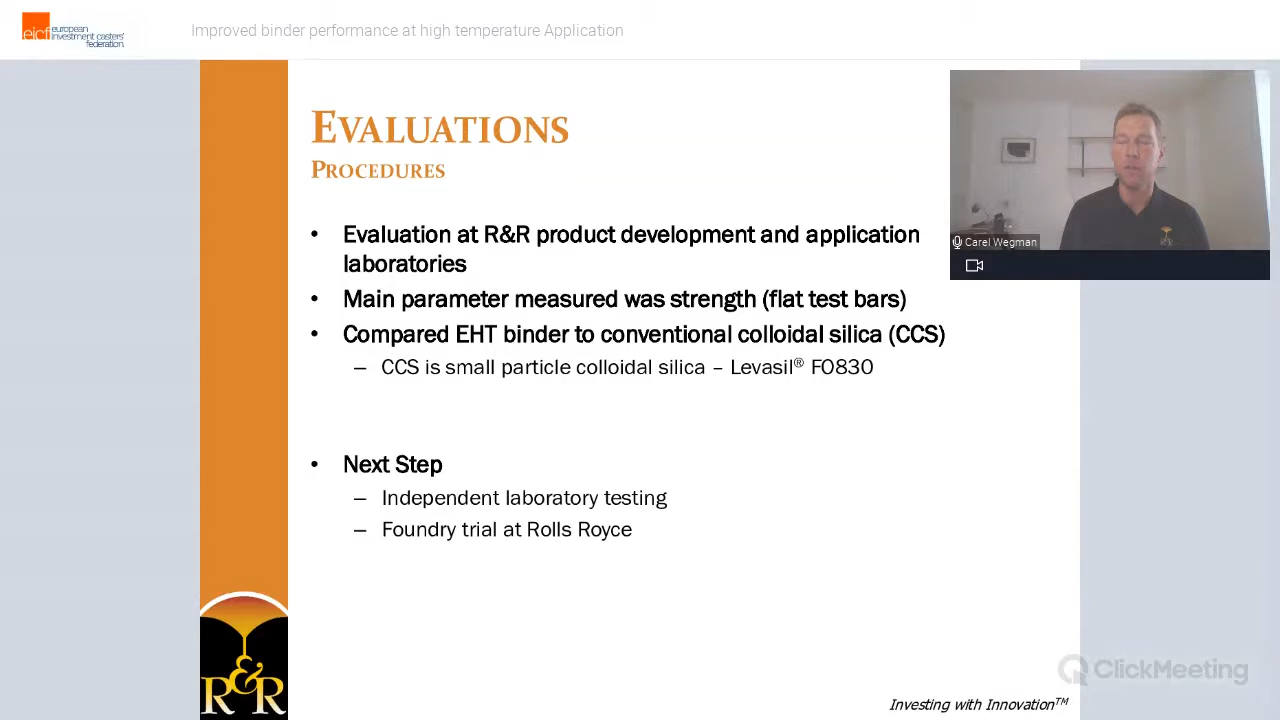 eicf
european
investment casters'
federation.
Improved binder performance at high temperature Application
EVALUATIONS
PROCEDURES
• Evaluation at R&R product development and application
laboratories
• Main parameter measured was strength (flat test bars)
• Compared EHT binder to conventional colloidal silica (CCS)
– CCS is small particle colloidal silica – Levasil® FO830
• Next Step
– Independent laboratory testing
– Foundry trial at Rolls Royce
Carel Wegman
R&R
R&R
ClickMeeting
Investing with Innovation™